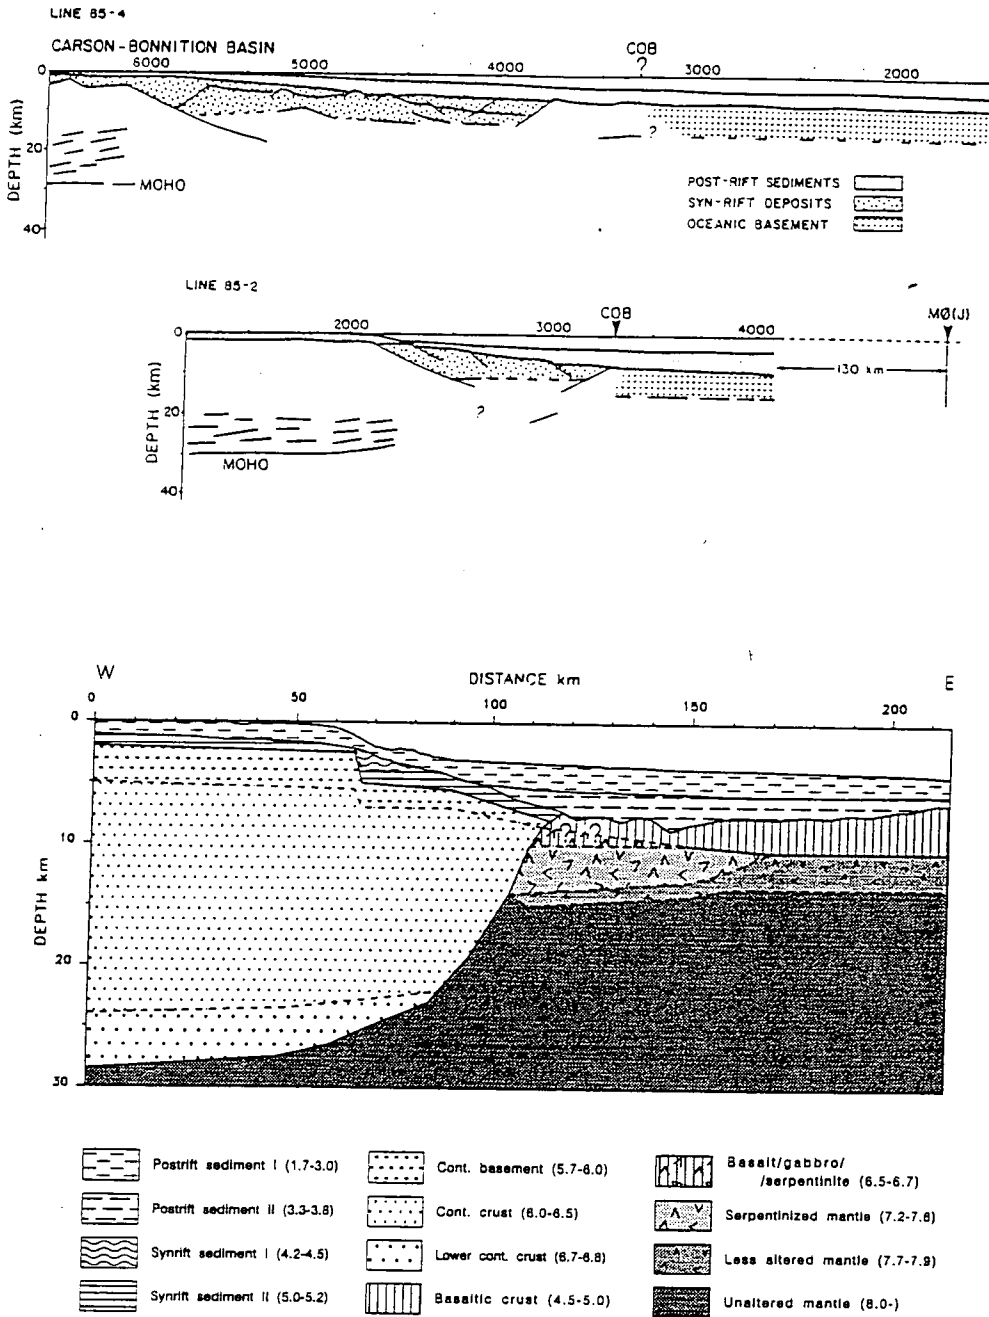 LINE 85-4
CARSON-BONNITION BASIN
COB
?
6000 5000 4000 3000 2000
0
20
40
DEPTH (km)
MOHO
?
POST-RIFT SEDIMENTS
SYN-RIFT DEPOSITS
OCEANIC BASEMENT
LINE 85-2
COB
MØ(J)
2000 3000 4000
0
20
40
DEPTH (km)
130 km
?
MOHO
W
DISTANCE km
E
0 50 100 150 200
0
10
20
30
DEPTH km
Postrift sediment I (1.7-3.0)
Postrift sediment II (3.3-3.8)
Synrift sediment I (4.2-4.5)
Synrift sediment II (5.0-5.2)
Cont. basement (5.7-6.0)
Cont. crust (6.0-6.5)
Lower cont. crust (6.7-6.8)
Basaltic crust (4.5-5.0)
Basalt/gabbro/
/serpentinite (6.5-6.7)
Serpentinized mantle (7.2-7.6)
Less altered mantle (7.7-7.9)
Unaltered mantle (8.0-)